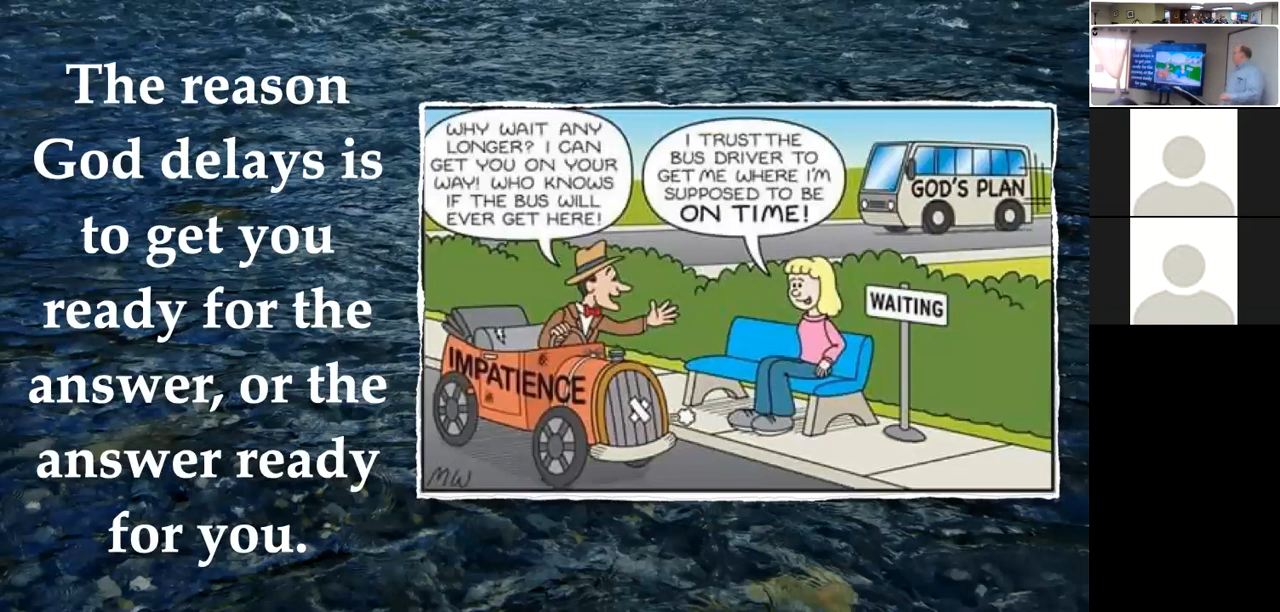 The reason
God delays is
to get you
ready for the
answer, or the
answer ready
for you.
WHY WAIT ANY
LONGER? I CAN
GET YOU ON YOUR
WAY! WHO KNOWS
IF THE BUS WILL
EVER GET HERE!
I TRUST THE
BUS DRIVER TO
GET ME WHERE I'M
SUPPOSED TO BE
ON TIME!
GOD'S PLAN
WAITING
IMPATIENCE
MW